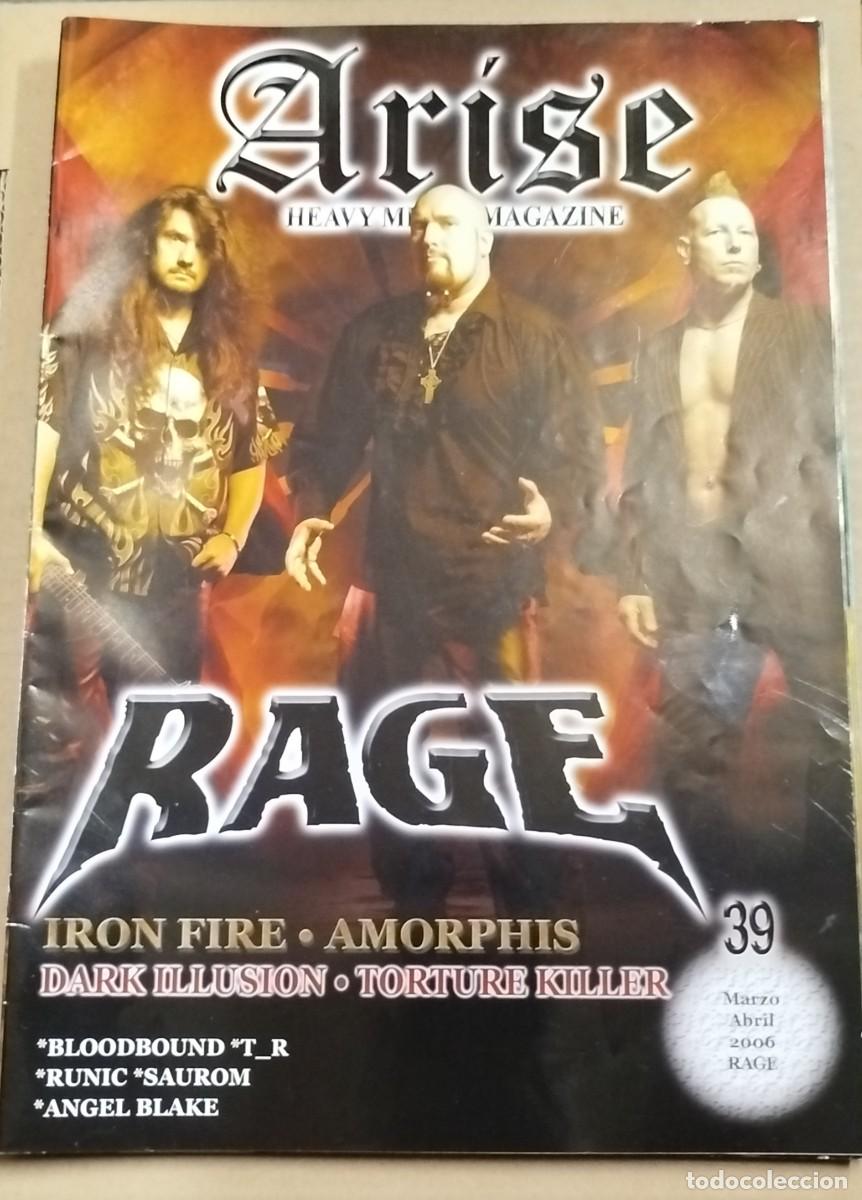 Arise
HEAVY ME MAGAZINE
RAGE
IRON FIRE • AMORPHIS
DARK ILLUSION • TORTURE KILLER
*BLOODBOUND *T_R
*RUNIC *SAUROM
*ANGEL BLAKE
39
Marzo
Abril
2006
RAGE
todocoleccion